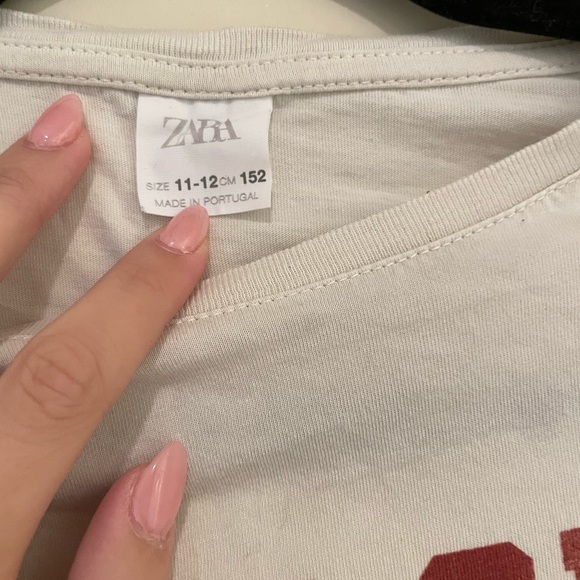 ZARA
SIZE 11-12 CM 152
MADE IN PORTUGAL